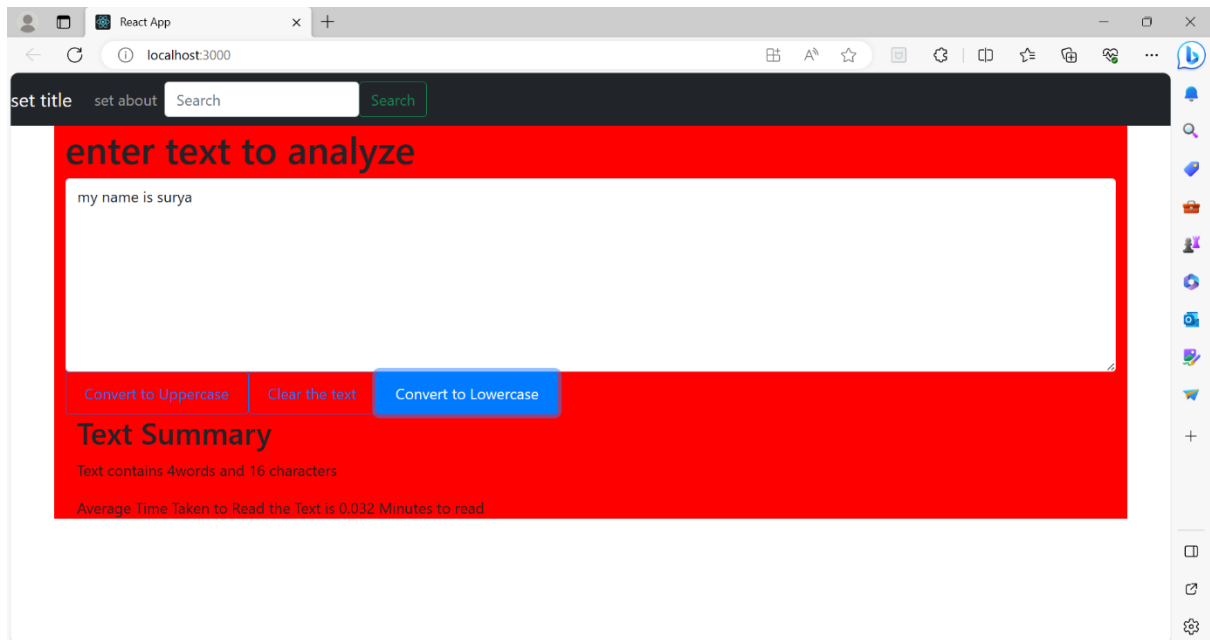 React App
localhost:3000
set title set about Search Search
enter text to analyze
my name is surya
Convert to Uppercase Clear the text Convert to Lowercase
Text Summary
Text contains 4words and 16 characters
Average Time Taken to Read the Text is 0.032 Minutes to read